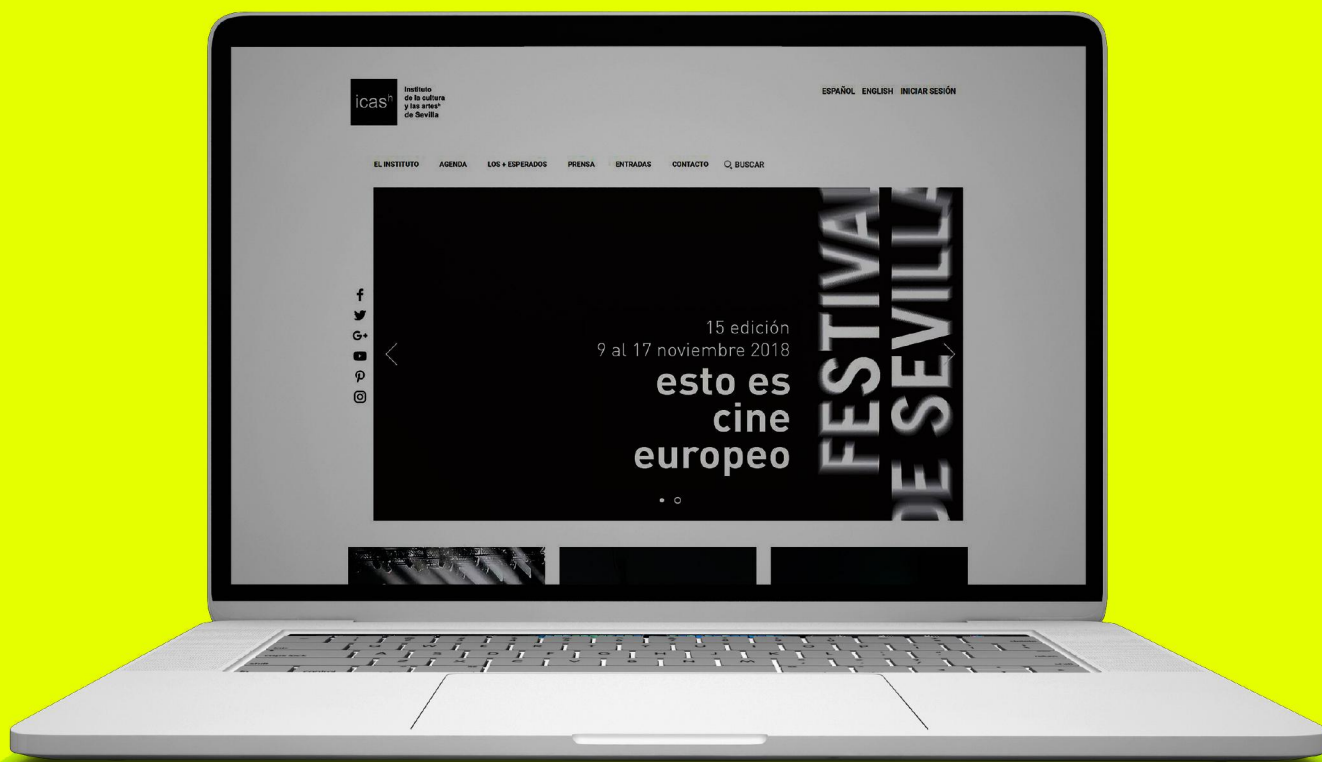 icas^h
Instituto
de la cultura
y las artes^h
de Sevilla
ESPAÑOL ENGLISH INICIAR SESIÓN
EL INSTITUTO AGENDA LOS + ESPERADOS PRENSA ENTRADAS CONTACTO BUSCAR
15 edición
9 al 17 noviembre 2018
esto es
cine
europeo
FESTIVAL
DE SEVILLA